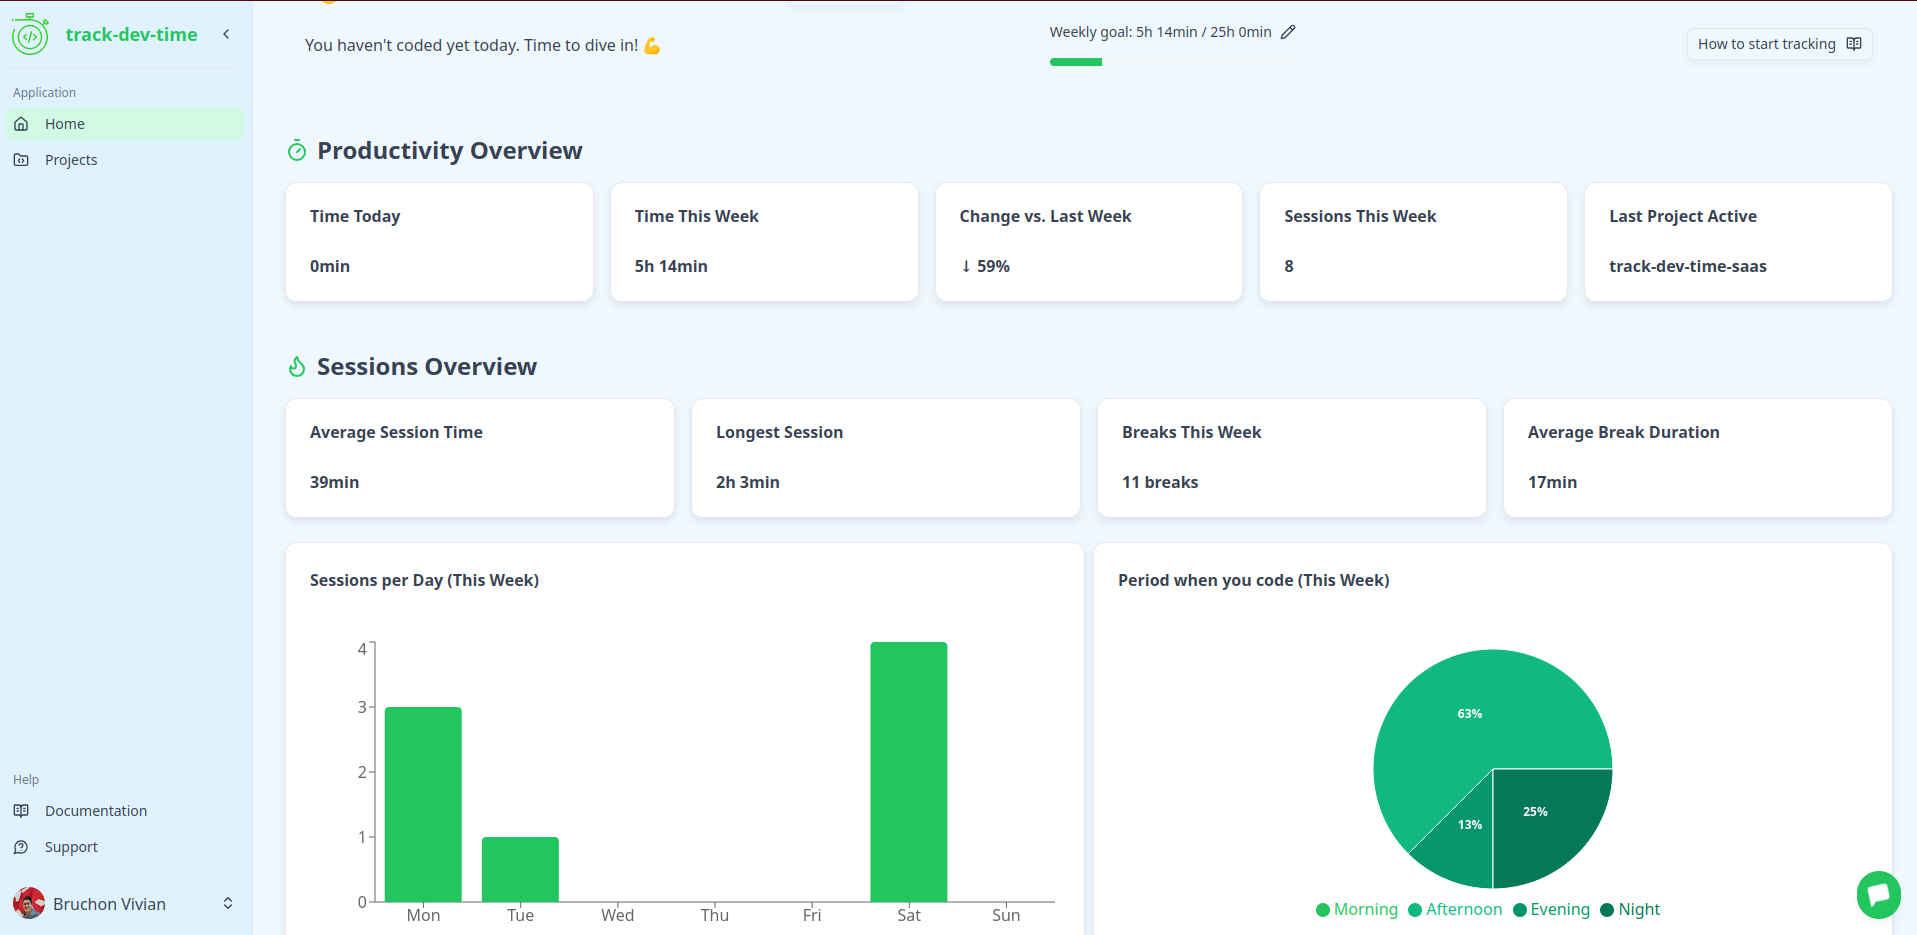 track-dev-time
Application
Home
Projects
Help
Documentation
Support
Bruchon Vivian
You haven't coded yet today. Time to dive in! 💪
Weekly goal: 5h 14min / 25h 0min
How to start tracking
Productivity Overview
Time Today
0min
Time This Week
5h 14min
Change vs. Last Week
↓ 59%
Sessions This Week
8
Last Project Active
track-dev-time-saas
Sessions Overview
Average Session Time
39min
Longest Session
2h 3min
Breaks This Week
11 breaks
Average Break Duration
17min
Sessions per Day (This Week)
4
3
2
1
0
Mon Tue Wed Thu Fri Sat Sun
Period when you code (This Week)
63%
13%
25%
Morning Afternoon Evening Night